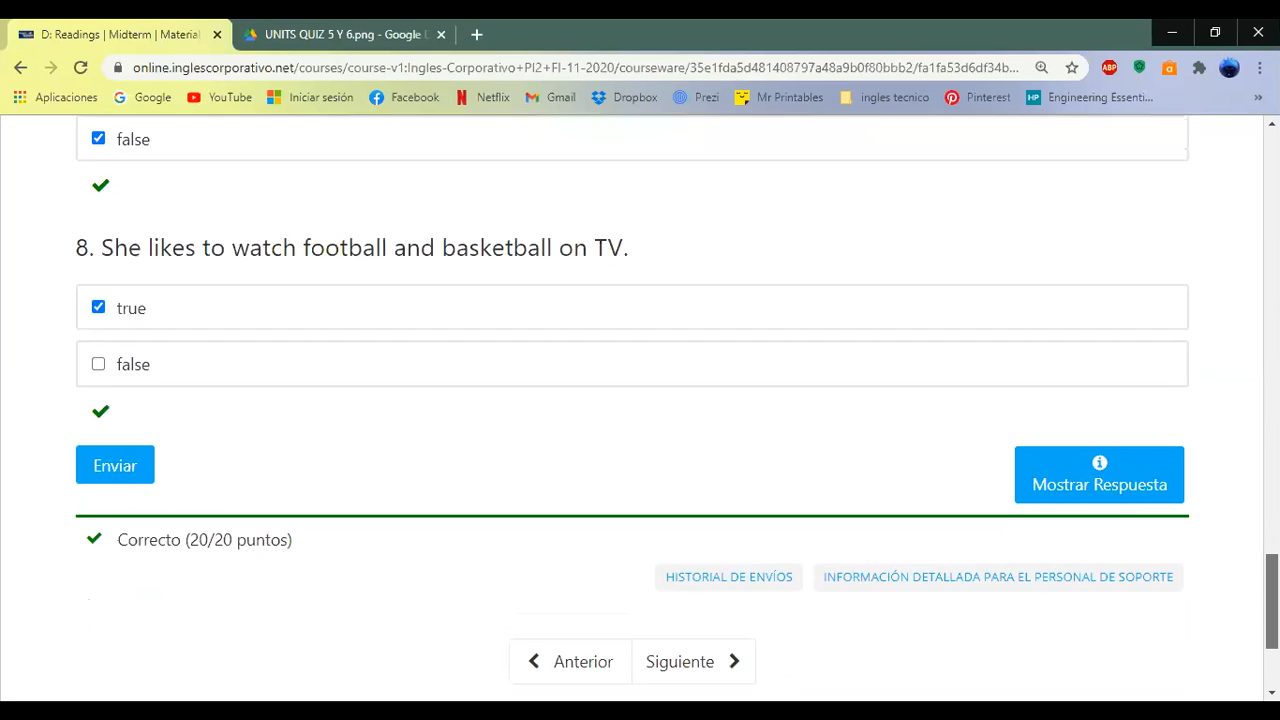 D: Readings | Midterm | Material
UNITS QUIZ 5 Y 6.png - Google D
online.inglescorporativo.net/courses/course-v1:Ingles-Corporativo+PI2+FI-11-2020/courseware/35e1fda5d481408797a48a9b0f80bbb2/fa1fa53d6df34b...
ABP
Aplicaciones Google YouTube Iniciar sesión Facebook Netflix Gmail Dropbox Prezi Mr Printables ingles tecnico Pinterest HP Engineering Essenti... »
false
8. She likes to watch football and basketball on TV.
true
false
Enviar
Mostrar Respuesta
Correcto (20/20 puntos)
HISTORIAL DE ENVÍOS INFORMACIÓN DETALLADA PARA EL PERSONAL DE SOPORTE
Anterior Siguiente